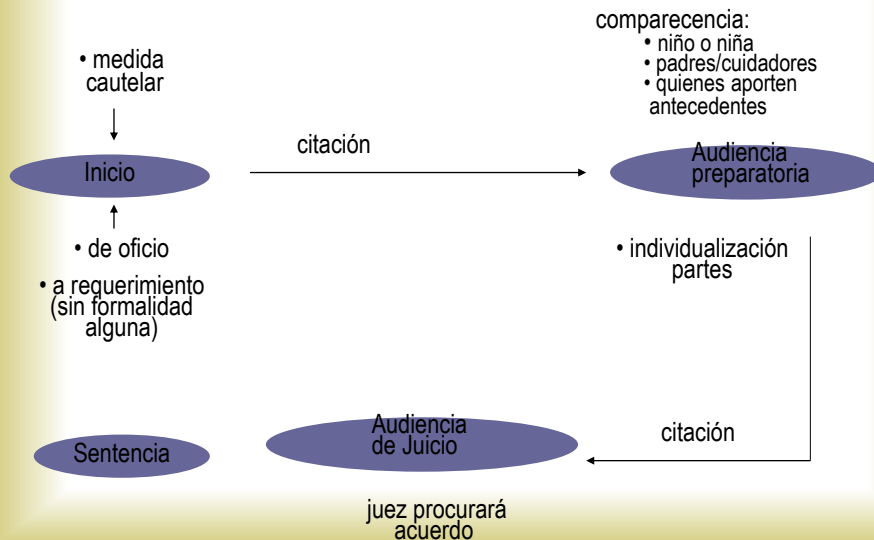 • medida
cautelar
Inicio
• de oficio
• a requerimiento
(sin formalidad
alguna)
citación
comparecencia:
• niño o niña
• padres/cuidadores
• quienes aporten
antecedentes
Audiencia
preparatoria
• individualización
partes
citación
Audiencia
de Juicio
juez procurará
acuerdo
Sentencia